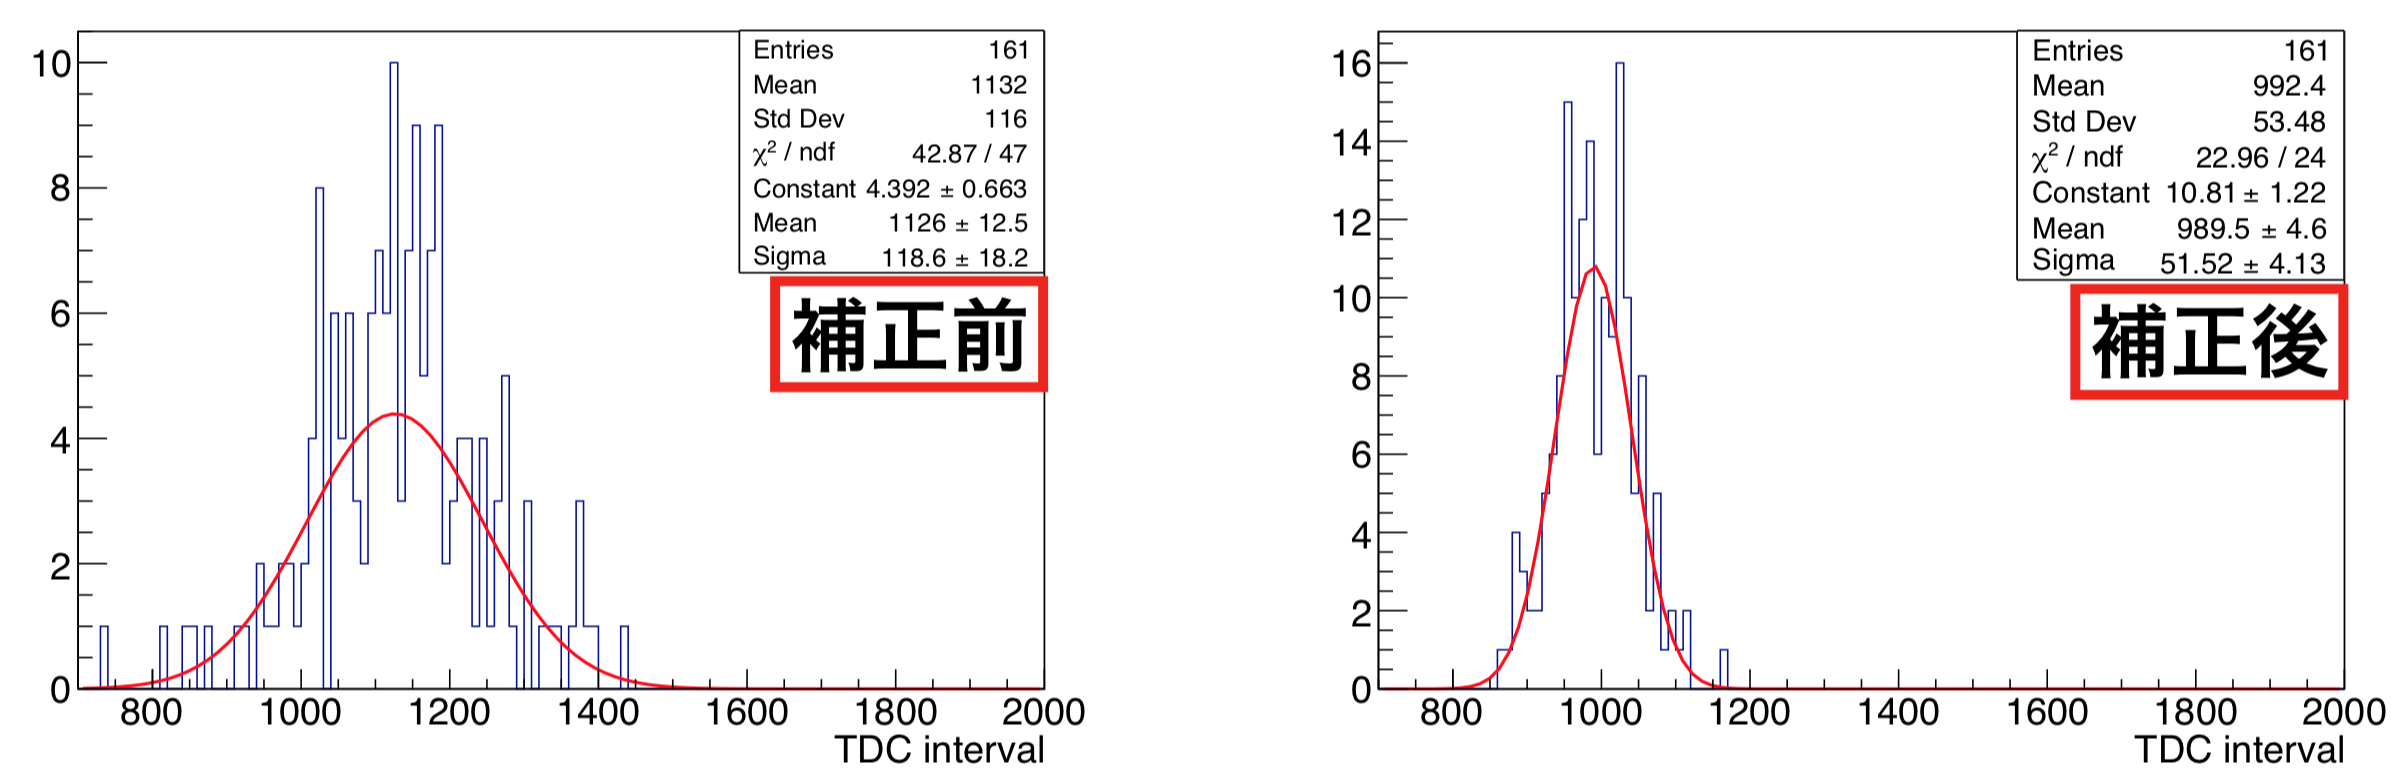 Entries 161
Mean 1132
Std Dev 116
χ² / ndf 42.87 / 47
Constant 4.392 ± 0.663
Mean 1126 ± 12.5
Sigma 118.6 ± 18.2
補正前
10
8
6
4
2
0
800 1000 1200 1400 1600 1800 2000
TDC interval
Entries 161
Mean 992.4
Std Dev 53.48
χ² / ndf 22.96 / 24
Constant 10.81 ± 1.22
Mean 989.5 ± 4.6
Sigma 51.52 ± 4.13
補正後
16
14
12
10
8
6
4
2
0
800 1000 1200 1400 1600 1800 2000
TDC interval